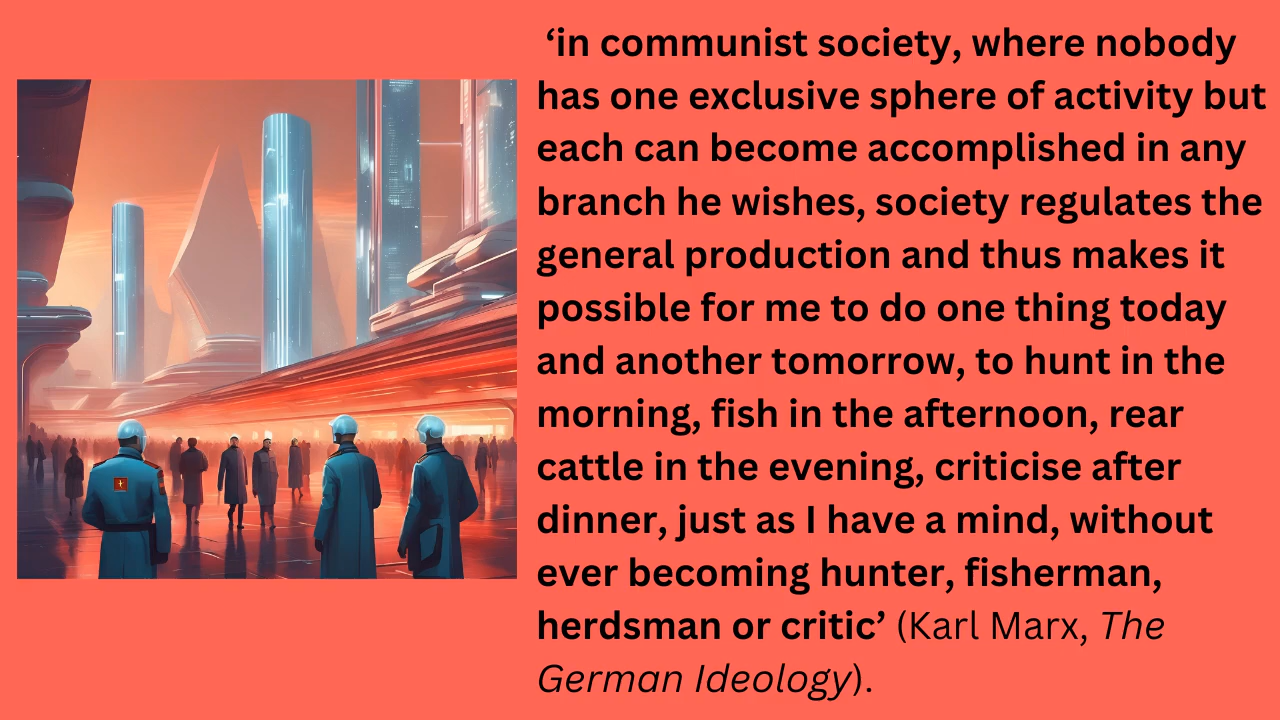 ‘in communist society, where nobody
has one exclusive sphere of activity but
each can become accomplished in any
branch he wishes, society regulates the
general production and thus makes it
possible for me to do one thing today
and another tomorrow, to hunt in the
morning, fish in the afternoon, rear
cattle in the evening, criticise after
dinner, just as I have a mind, without
ever becoming hunter, fisherman,
herdsman or critic’ (Karl Marx, The
German Ideology).